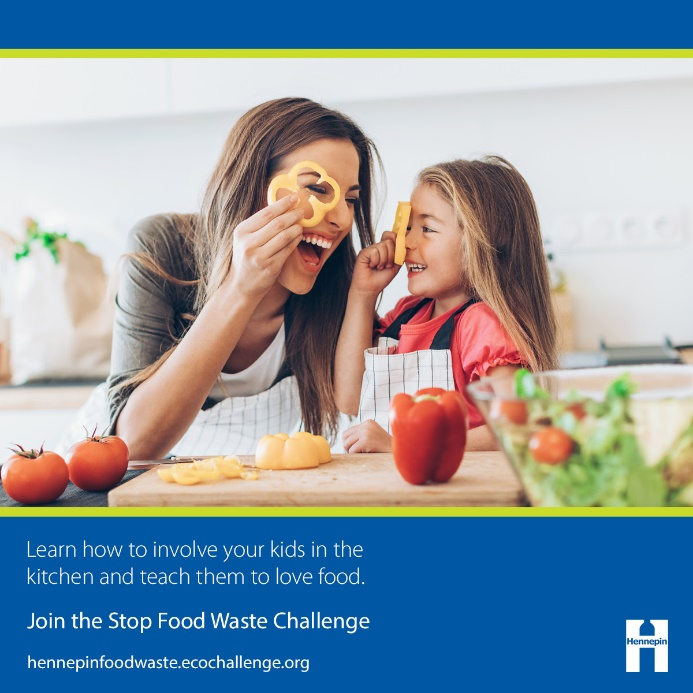 Learn how to involve your kids in the
kitchen and teach them to love food.
Join the Stop Food Waste Challenge
hennepinfoodwaste.ecochallenge.org
Hennepin